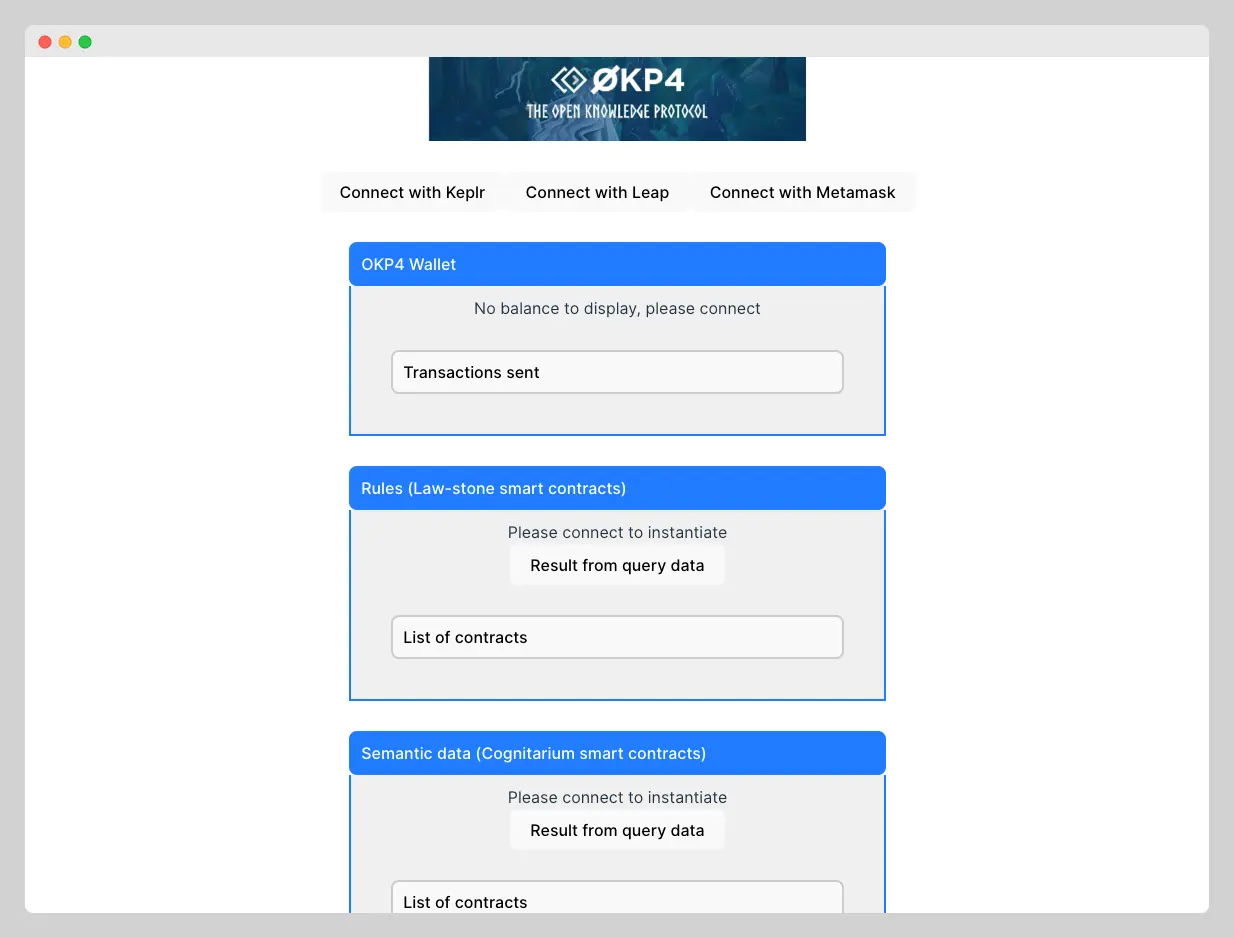 ØKP4
THE OPEN KNOWLEDGE PROTOCOL
Connect with Keplr
Connect with Leap
Connect with Metamask
OKP4 Wallet
No balance to display, please connect
Transactions sent
Rules (Law-stone smart contracts)
Please connect to instantiate
Result from query data
List of contracts
Semantic data (Cognitarium smart contracts)
Please connect to instantiate
Result from query data
List of contracts